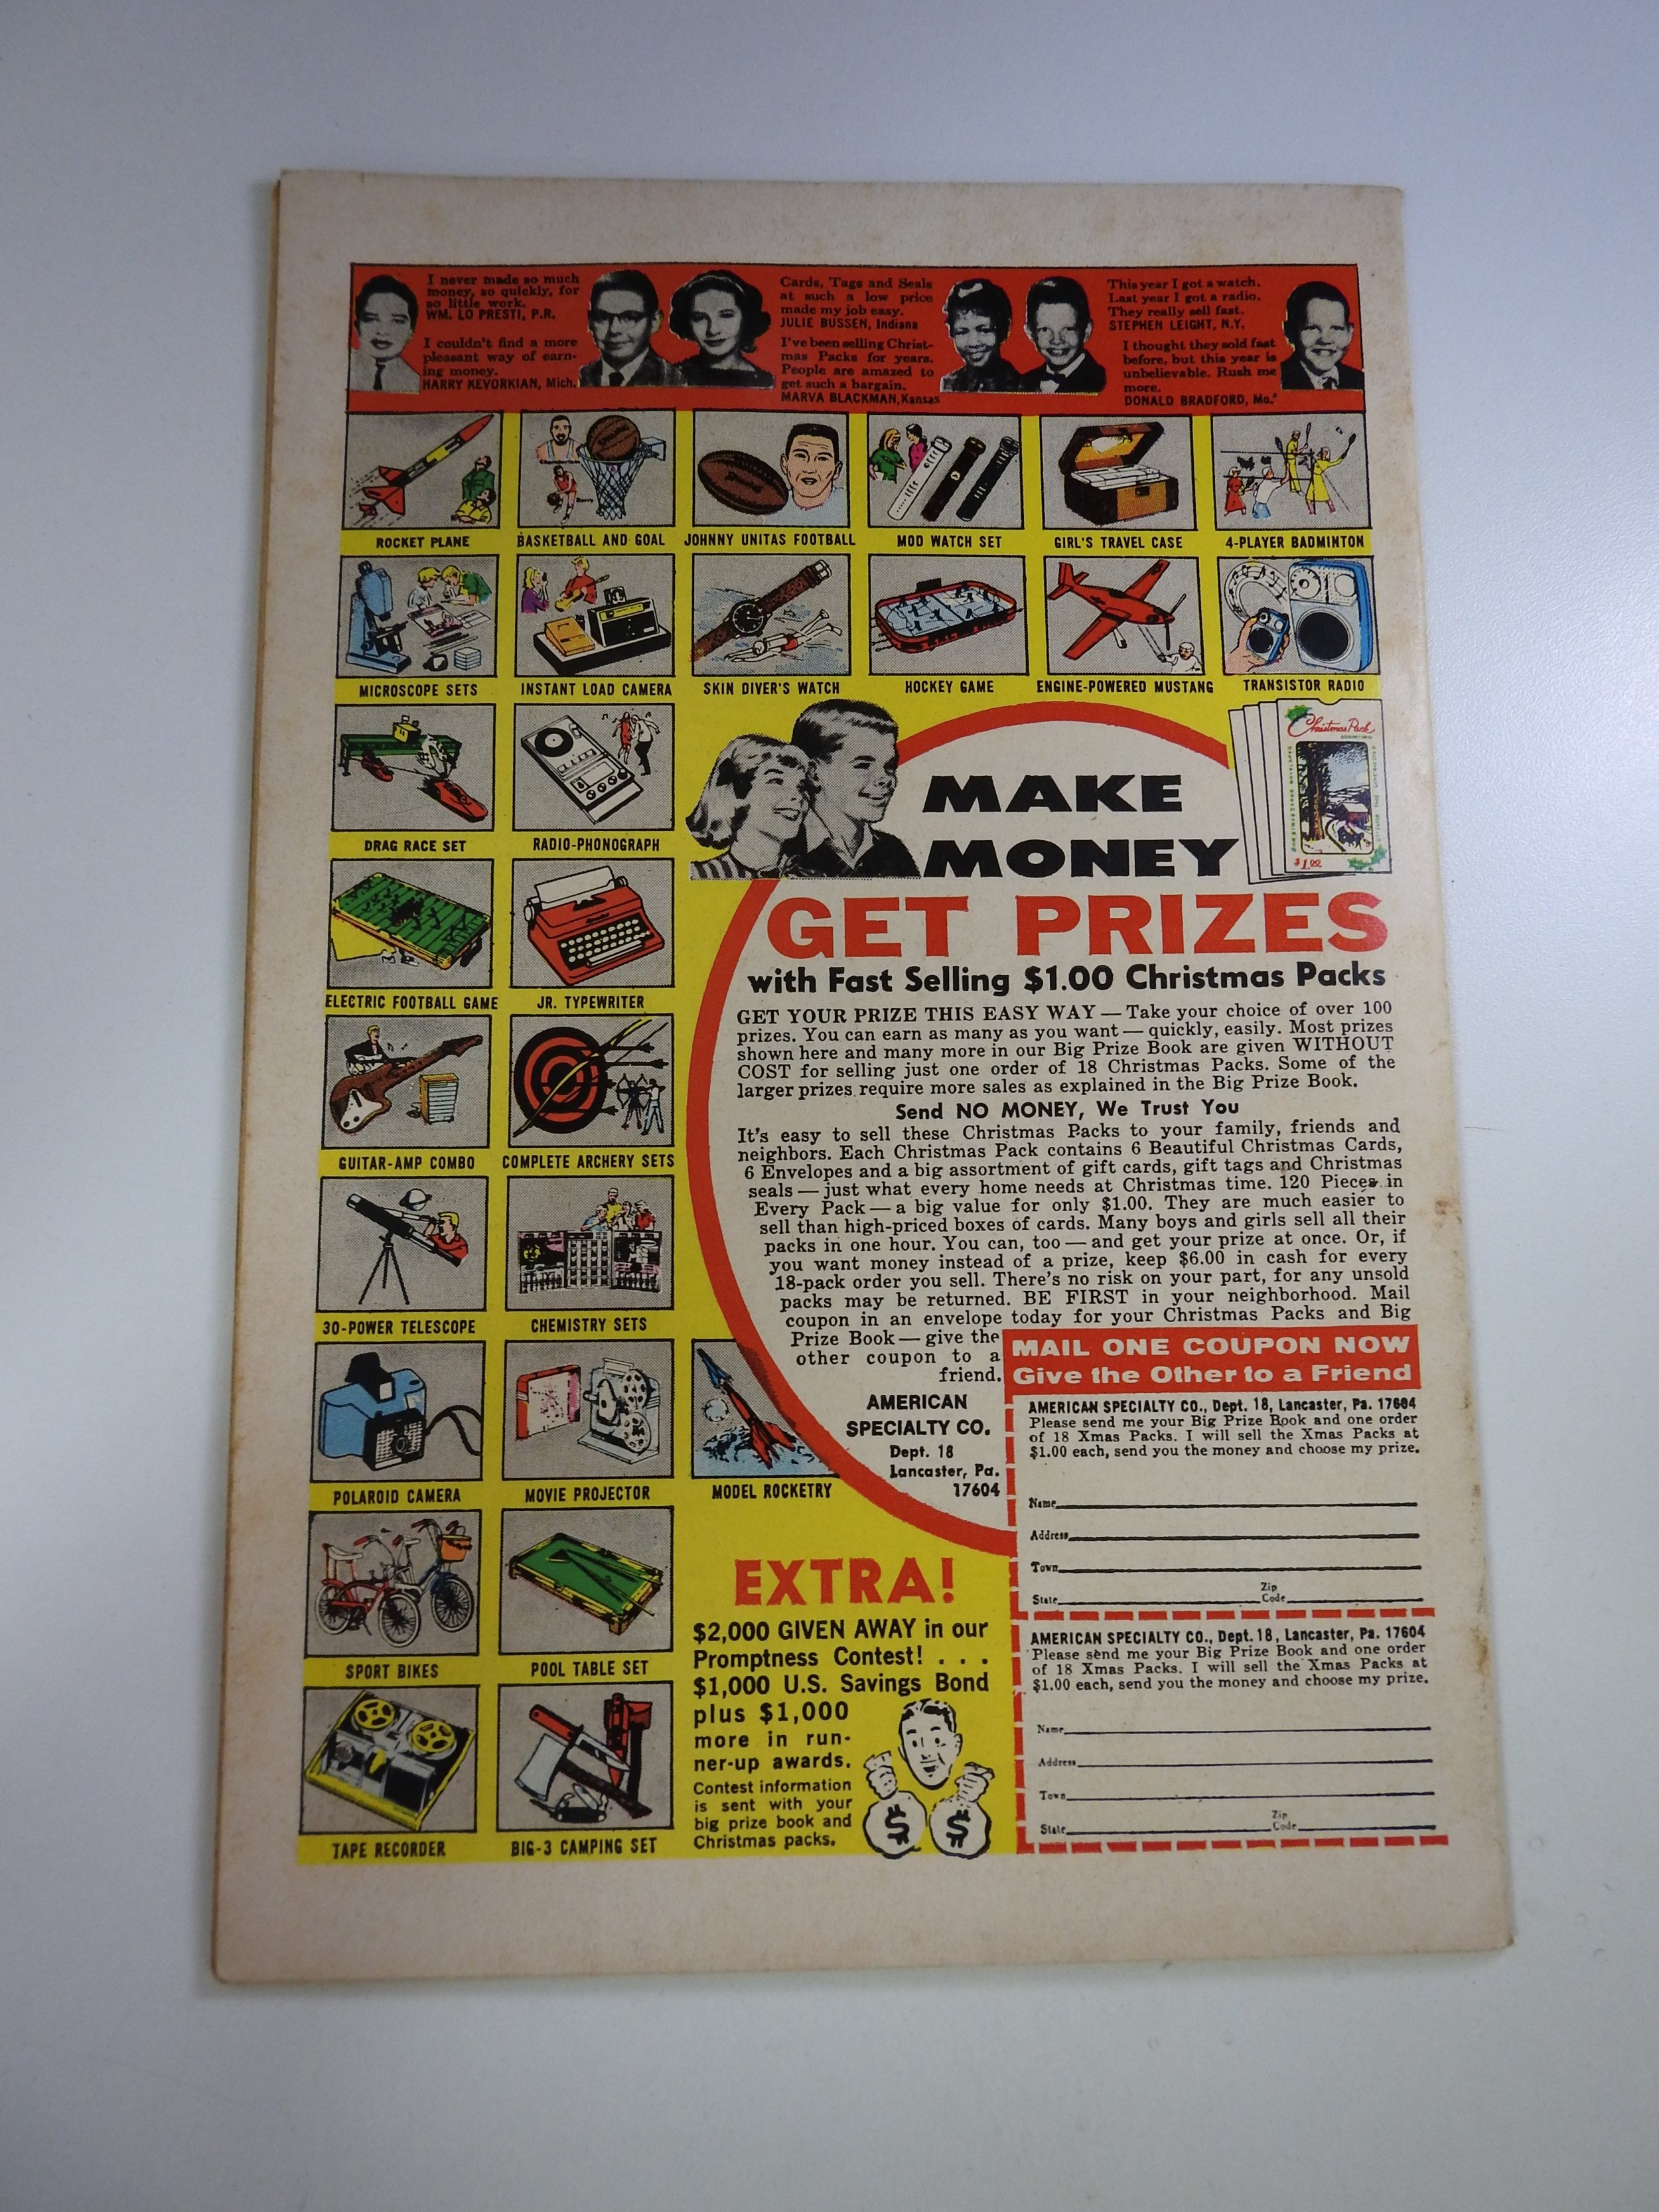 I never made so much
money, so quickly, for
so little work.
WM. LO PRESTI, P.R.
I couldn't find a more
pleasant way of earn-
ing money.
HARRY KEVORKIAN, Mich.
Cards, Tags and Seals
at such a low price
made my job easy.
JULIE BUSSEN, Indiana
I've been selling Christ-
mas Packs for years.
People are amazed to
get such a bargain.
MARVA BLACKMAN, Kansas
This year I got a watch.
Last year I got a radio.
They really sell fast.
STEPHEN LEIGHT, N.Y.
I thought they sold fast
before, but this year is
unbelievable. Rush me
more.
DONALD BRADFORD, Mo.
ROCKET PLANE
BASKETBALL AND GOAL
JOHNNY UNITAS FOOTBALL
MOD WATCH SET
GIRL'S TRAVEL CASE
4-PLAYER BADMINTON
MICROSCOPE SETS
INSTANT LOAD CAMERA
SKIN DIVER'S WATCH
HOCKEY GAME
ENGINE-POWERED MUSTANG
TRANSISTOR RADIO
DRAG RACE SET
RADIO-PHONOGRAPH
ELECTRIC FOOTBALL GAME
JR. TYPEWRITER
GUITAR-AMP COMBO
COMPLETE ARCHERY SETS
30-POWER TELESCOPE
CHEMISTRY SETS
POLAROID CAMERA
MOVIE PROJECTOR
MODEL ROCKETRY
SPORT BIKES
POOL TABLE SET
TAPE RECORDER
BIG-3 CAMPING SET
Christmas Pack
$1.00
MAKE
MONEY
GET PRIZES
with Fast Selling $1.00 Christmas Packs
GET YOUR PRIZE THIS EASY WAY — Take your choice of over 100
prizes. You can earn as many as you want — quickly, easily. Most prizes
shown here and many more in our Big Prize Book are given WITHOUT
COST for selling just one order of 18 Christmas Packs. Some of the
larger prizes require more sales as explained in the Big Prize Book.
Send NO MONEY, We Trust You
It's easy to sell these Christmas Packs to your family, friends and
neighbors. Each Christmas Pack contains 6 Beautiful Christmas Cards,
6 Envelopes and a big assortment of gift cards, gift tags and Christmas
seals — just what every home needs at Christmas time. 120 Pieces in
Every Pack — a big value for only $1.00. They are much easier to
sell than high-priced boxes of cards. Many boys and girls sell all their
packs in one hour. You can, too — and get your prize at once. Or, if
you want money instead of a prize, keep $6.00 in cash for every
18-pack order you sell. There's no risk on your part, for any unsold
packs may be returned. BE FIRST in your neighborhood. Mail
coupon in an envelope today for your Christmas Packs and Big
Prize Book — give the
other coupon to a
friend.
AMERICAN
SPECIALTY CO.
Dept. 18
Lancaster, Pa.
17604
EXTRA!
$2,000 GIVEN AWAY in our
Promptness Contest! . . .
$1,000 U.S. Savings Bond
plus $1,000
more in run-
ner-up awards.
Contest information
is sent with your
big prize book and
Christmas packs.
$ $
MAIL ONE COUPON NOW
Give the Other to a Friend
AMERICAN SPECIALTY CO., Dept. 18, Lancaster, Pa. 17604
Please send me your Big Prize Book and one order
of 18 Xmas Packs. I will sell the Xmas Packs at
$1.00 each, send you the money and choose my prize.
Name
Address
Town
State Zip Code
AMERICAN SPECIALTY CO., Dept. 18, Lancaster, Pa. 17604
Please send me your Big Prize Book and one order
of 18 Xmas Packs. I will sell the Xmas Packs at
$1.00 each, send you the money and choose my prize.
Name
Address
Town
State Zip Code